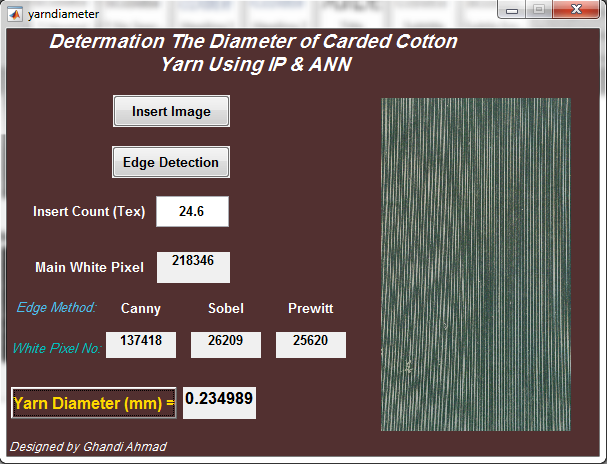 yarndiameter
Determation The Diameter of Carded Cotton
Yarn Using IP & ANN
Insert Image
Edge Detection
Insert Count (Tex) 24.6
Main White Pixel 218346
Edge Method: Canny Sobel Prewitt
White Pixel No: 137418 26209 25620
Yarn Diameter (mm) = 0.234989
Designed by Ghandi Ahmad